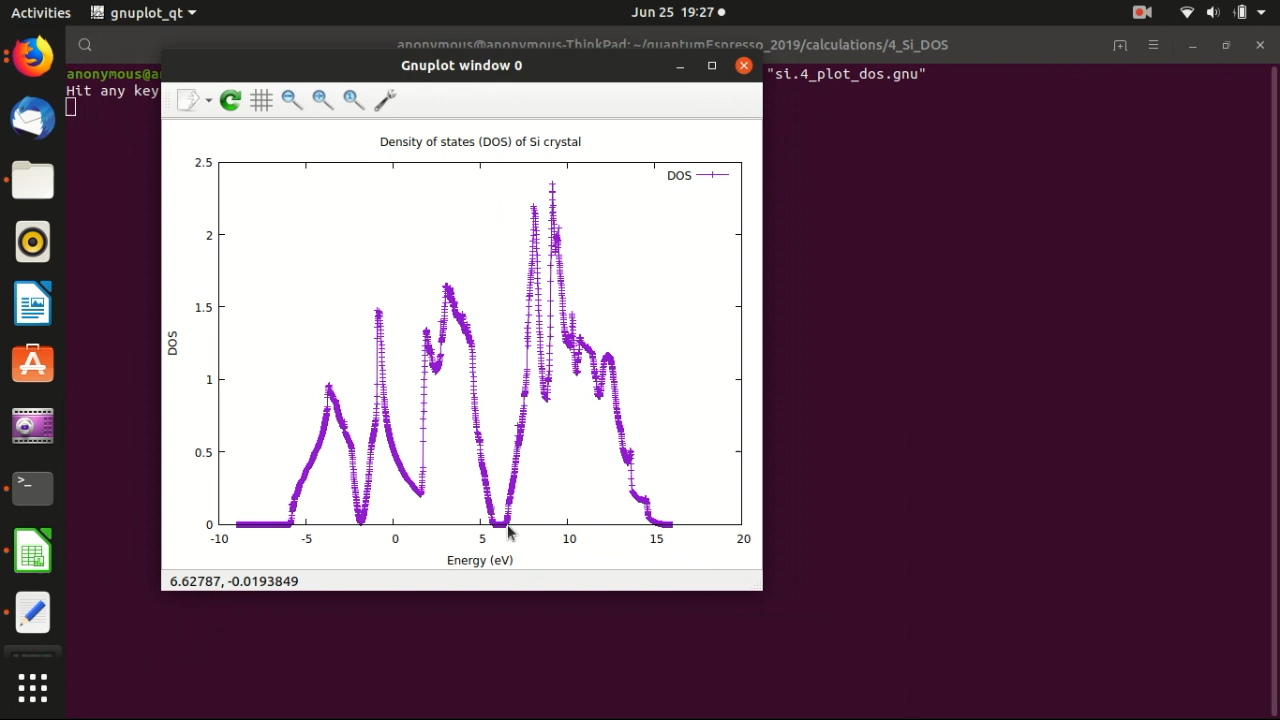 Activities gnuplot_qt Jun 25 19:27
anonymous@anonymous-ThinkPad: ~/quantumEspresso_2019/calculations/4_Si_DOS
anonymous@a "si.4_plot_dos.gnu"
Hit any key
Gnuplot window 0
Density of states (DOS) of Si crystal
DOS
2.5
2
1.5
1
0.5
0
DOS
-10 -5 0 5 10 15 20
Energy (eV)
6.62787, -0.0193849